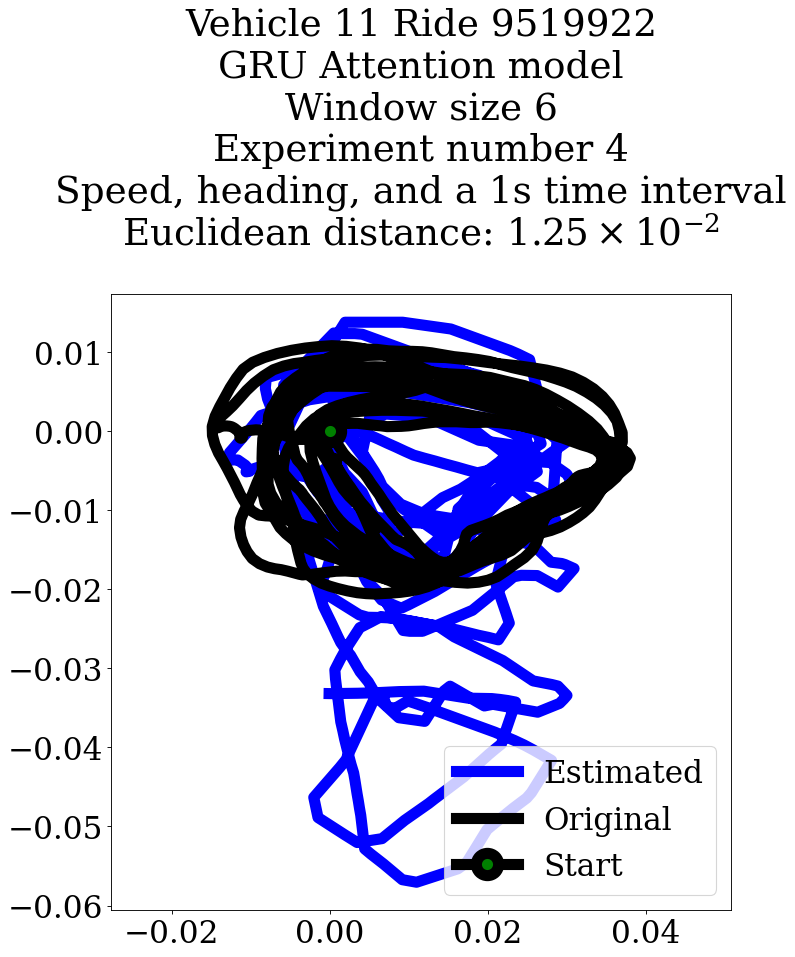 Vehicle 11 Ride 9519922
GRU Attention model
Window size 6
Experiment number 4
Speed, heading, and a 1s time interval
Euclidean distance: 1.25 × 10⁻²
0.01
0.00
−0.01
−0.02
−0.03
−0.04
−0.05
−0.06
Estimated
Original
Start
−0.02 0.00 0.02 0.04